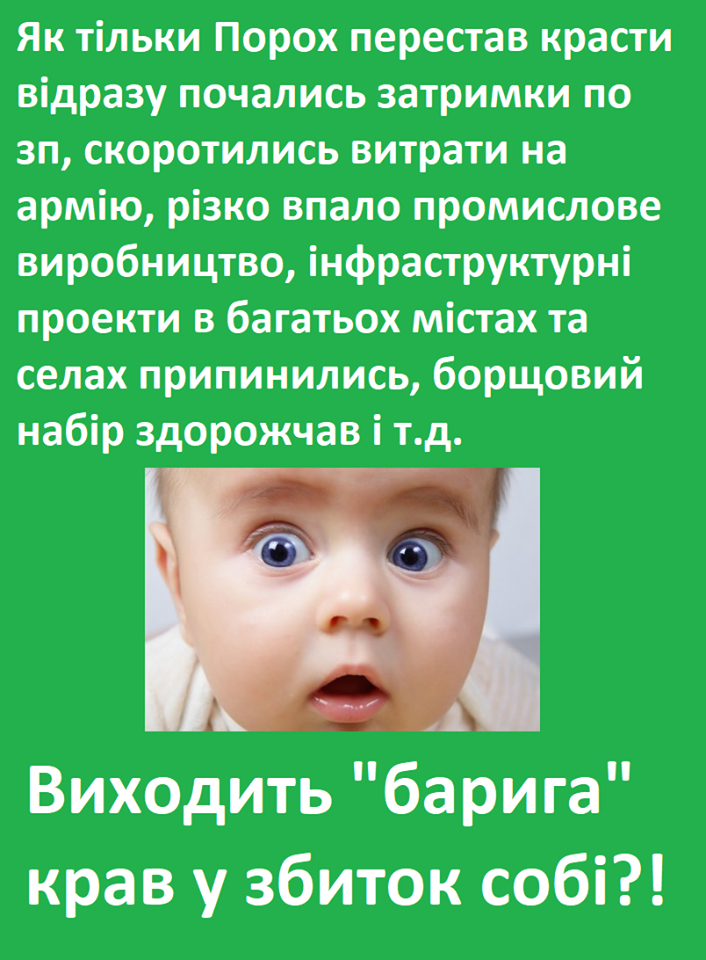 Як тільки Порох перестав красти
відразу почались затримки по
зп, скоротились витрати на
армію, різко впало промислове
виробництво, інфраструктурні
проекти в багатьох містах та
селах припинились, борщовий
набір здорожчав і т.д.
Виходить "барига"
крав у збиток собі?!